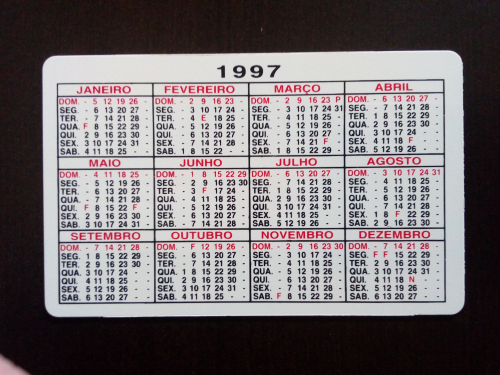 1997
JANEIRO
DOM. - 5 12 19 26 -
SEG. - 6 13 20 27 -
TER. - 7 14 21 28 -
QUA. F 8 15 22 29 -
QUI. 2 9 16 23 30 -
SEX. 3 10 17 24 31 -
SAB. 4 11 18 25 - -
FEVEREIRO
DOM. - 2 9 16 23 -
SEG. - 3 10 17 24 -
TER. - 4 E 18 25 -
QUA. - 5 12 19 26 -
QUI. - 6 13 20 27 -
SEX. - 7 14 21 28 -
SAB. 1 8 15 22 - -
MARÇO
DOM. - 2 9 16 23 P
SEG. - 3 10 17 24 31
TER. - 4 11 18 25 -
QUA. - 5 12 19 26 -
QUI. - 6 13 20 27 -
SEX. - 7 14 21 F -
SAB. 1 8 15 22 29 -
ABRIL
DOM. - 6 13 20 27 -
SEG. - 7 14 21 28 -
TER. 1 8 15 22 29 -
QUA. 2 9 16 23 30 -
QUI. 3 10 17 24 - -
SEX. 4 11 18 F - -
SAB. 5 12 19 26 - -
MAIO
DOM. - 4 11 18 25 -
SEG. - 5 12 19 26 -
TER. - 6 13 20 27 -
QUA. - 7 14 21 28 -
QUI. F 8 15 22 F -
SEX. 2 9 16 23 30 -
SAB. 3 10 17 24 31 -
JUNHO
DOM. - 1 8 15 22 29
SEG. - 2 9 16 23 30
TER. - 3 F 17 24 -
QUA. - 4 11 18 25 -
QUI. - 5 12 19 26 -
SEX. - 6 13 20 27 -
SAB. - 7 14 21 28 -
JULHO
DOM. - 6 13 20 27 -
SEG. - 7 14 21 28 -
TER. 1 8 15 22 29 -
QUA. 2 9 16 23 30 -
QUI. 3 10 17 24 31 -
SEX. 4 11 18 25 - -
SAB. 5 12 19 26 - -
AGOSTO
DOM. - 3 10 17 24 31
SEG. - 4 11 18 25 -
TER. - 5 12 19 26 -
QUA. - 6 13 20 27 -
QUI. - 7 14 21 28 -
SEX. 1 8 F 22 29 -
SAB. 2 9 16 23 30 -
SETEMBRO
DOM. - 7 14 21 28 -
SEG. 1 8 15 22 29 -
TER. 2 9 16 23 30 -
QUA. 3 10 17 24 - -
QUI. 4 11 18 25 - -
SEX. 5 12 19 26 - -
SAB. 6 13 20 27 - -
OUTUBRO
DOM. - F 12 19 26 -
SEG. - 6 13 20 27 -
TER. - 7 14 21 28 -
QUA. 1 8 15 22 29 -
QUI. 2 9 16 23 30 -
SEX. 3 10 17 24 31 -
SAB. 4 11 18 25 - -
NOVEMBRO
DOM. - 2 9 16 23 30
SEG. - 3 10 17 24 -
TER. - 4 11 18 25 -
QUA. - 5 12 19 26 -
QUI. - 6 13 20 27 -
SEX. - 7 14 21 28 -
SAB. F 8 15 22 29 -
DEZEMBRO
DOM. - 7 14 21 28 -
SEG. F F 15 22 29 -
TER. 2 9 16 23 30 -
QUA. 3 10 17 24 31 -
QUI. 4 11 18 N - -
SEX. 5 12 19 26 - -
SAB. 6 13 20 27 - -